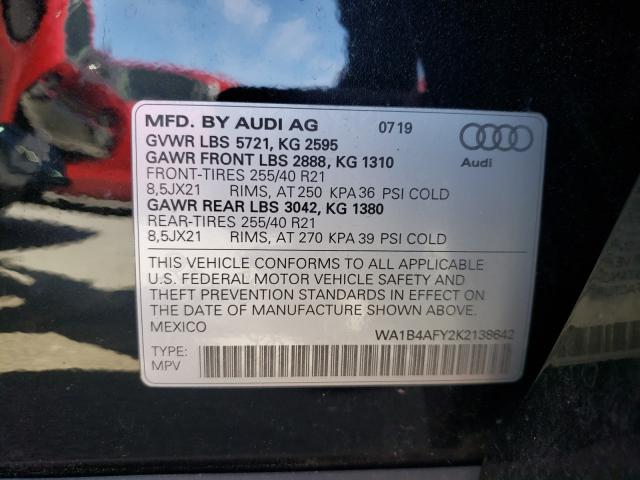 MFD. BY AUDI AG 0719
GVWR LBS 5721, KG 2595
GAWR FRONT LBS 2888, KG 1310
FRONT-TIRES 255/40 R21
8,5JX21 RIMS, AT 250 KPA 36 PSI COLD
GAWR REAR LBS 3042, KG 1380
REAR-TIRES 255/40 R21
8,5JX21 RIMS, AT 270 KPA 39 PSI COLD
Audi
THIS VEHICLE CONFORMS TO ALL APPLICABLE
U.S. FEDERAL MOTOR VEHICLE SAFETY AND
THEFT PREVENTION STANDARDS IN EFFECT ON
THE DATE OF MANUFACTURE SHOWN ABOVE.
MEXICO
WA1B4AFY2K2138642
TYPE:
MPV